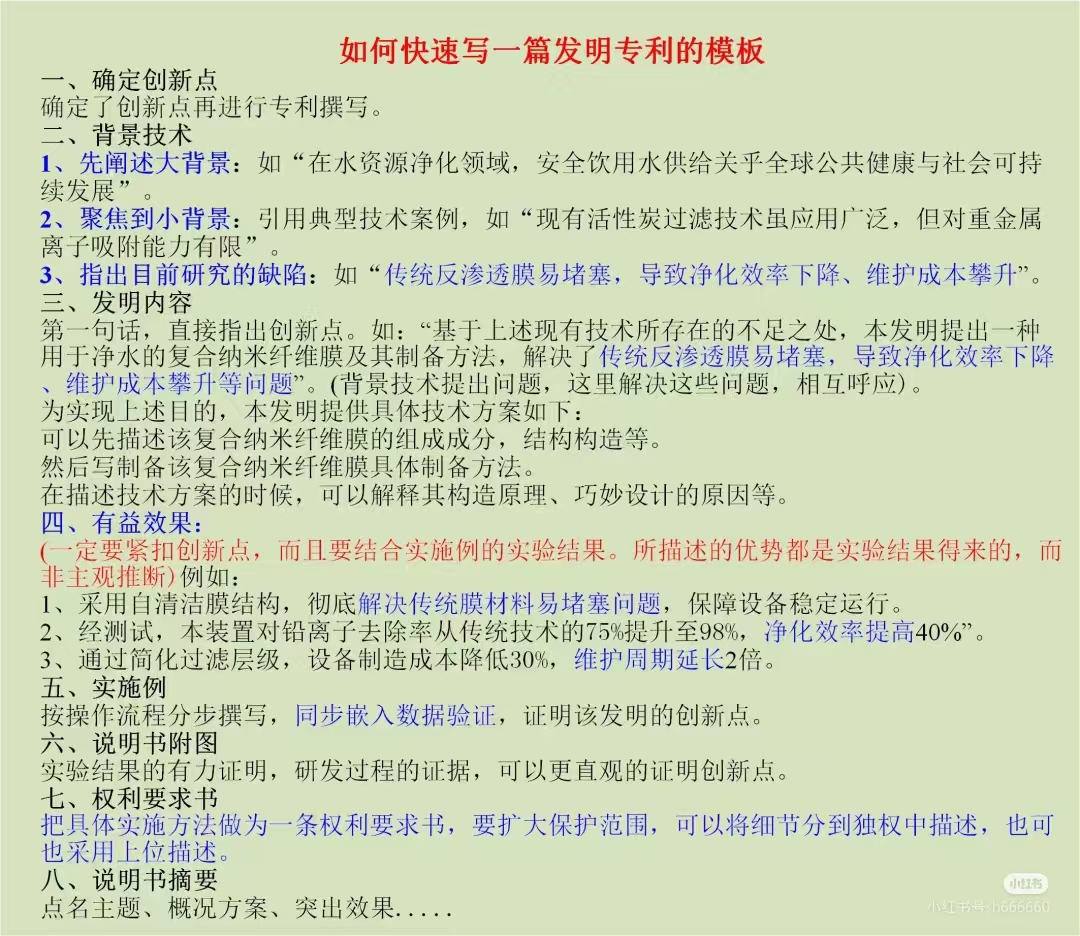 如何快速写一篇发明专利的模板
一、确定创新点
确定了创新点再进行专利撰写。
二、背景技术
1、先阐述大背景：如“在水资源净化领域，安全饮用水供给关乎全球公共健康与社会可持
续发展”。
2、聚焦到小背景：引用典型技术案例，如“现有活性炭过滤技术虽应用广泛，但对重金属
离子吸附能力有限”。
3、指出目前研究的缺陷：如“传统反渗透膜易堵塞，导致净化效率下降、维护成本攀升”。
三、发明内容
第一句话，直接指出创新点。如：“基于上述现有技术所存在的不足之处，本发明提出一种
用于净水的复合纳米纤维膜及其制备方法，解决了传统反渗透膜易堵塞，导致净化效率下降
、维护成本攀升等问题”。(背景技术提出问题，这里解决这些问题，相互呼应)。
为实现上述目的，本发明提供具体技术方案如下：
可以先描述该复合纳米纤维膜的组成成分，结构构造等。
然后写制备该复合纳米纤维膜具体制备方法。
在描述技术方案的时候，可以解释其构造原理、巧妙设计的原因等。
四、有益效果：
(一定要紧扣创新点，而且要结合实施例的实验结果。所描述的优势都是实验结果得来的，而
非主观推断)例如：
1、采用自清洁膜结构，彻底解决传统膜材料易堵塞问题，保障设备稳定运行。
2、经测试，本装置对铅离子去除率从传统技术的75%提升至98%，净化效率提高40%”。
3、通过简化过滤层级，设备制造成本降低30%，维护周期延长2倍。
五、实施例
按操作流程分步撰写，同步嵌入数据验证，证明该发明的创新点。
六、说明书附图
实验结果的有力证明，研发过程的证据，可以更直观的证明创新点。
七、权利要求书
把具体实施方法做为一条权利要求书，要扩大保护范围，可以将细节分到独权中描述，也可
也采用上位描述。
八、说明书摘要
点名主题、概况方案、突出效果.....
小红书
小红书号:h666660